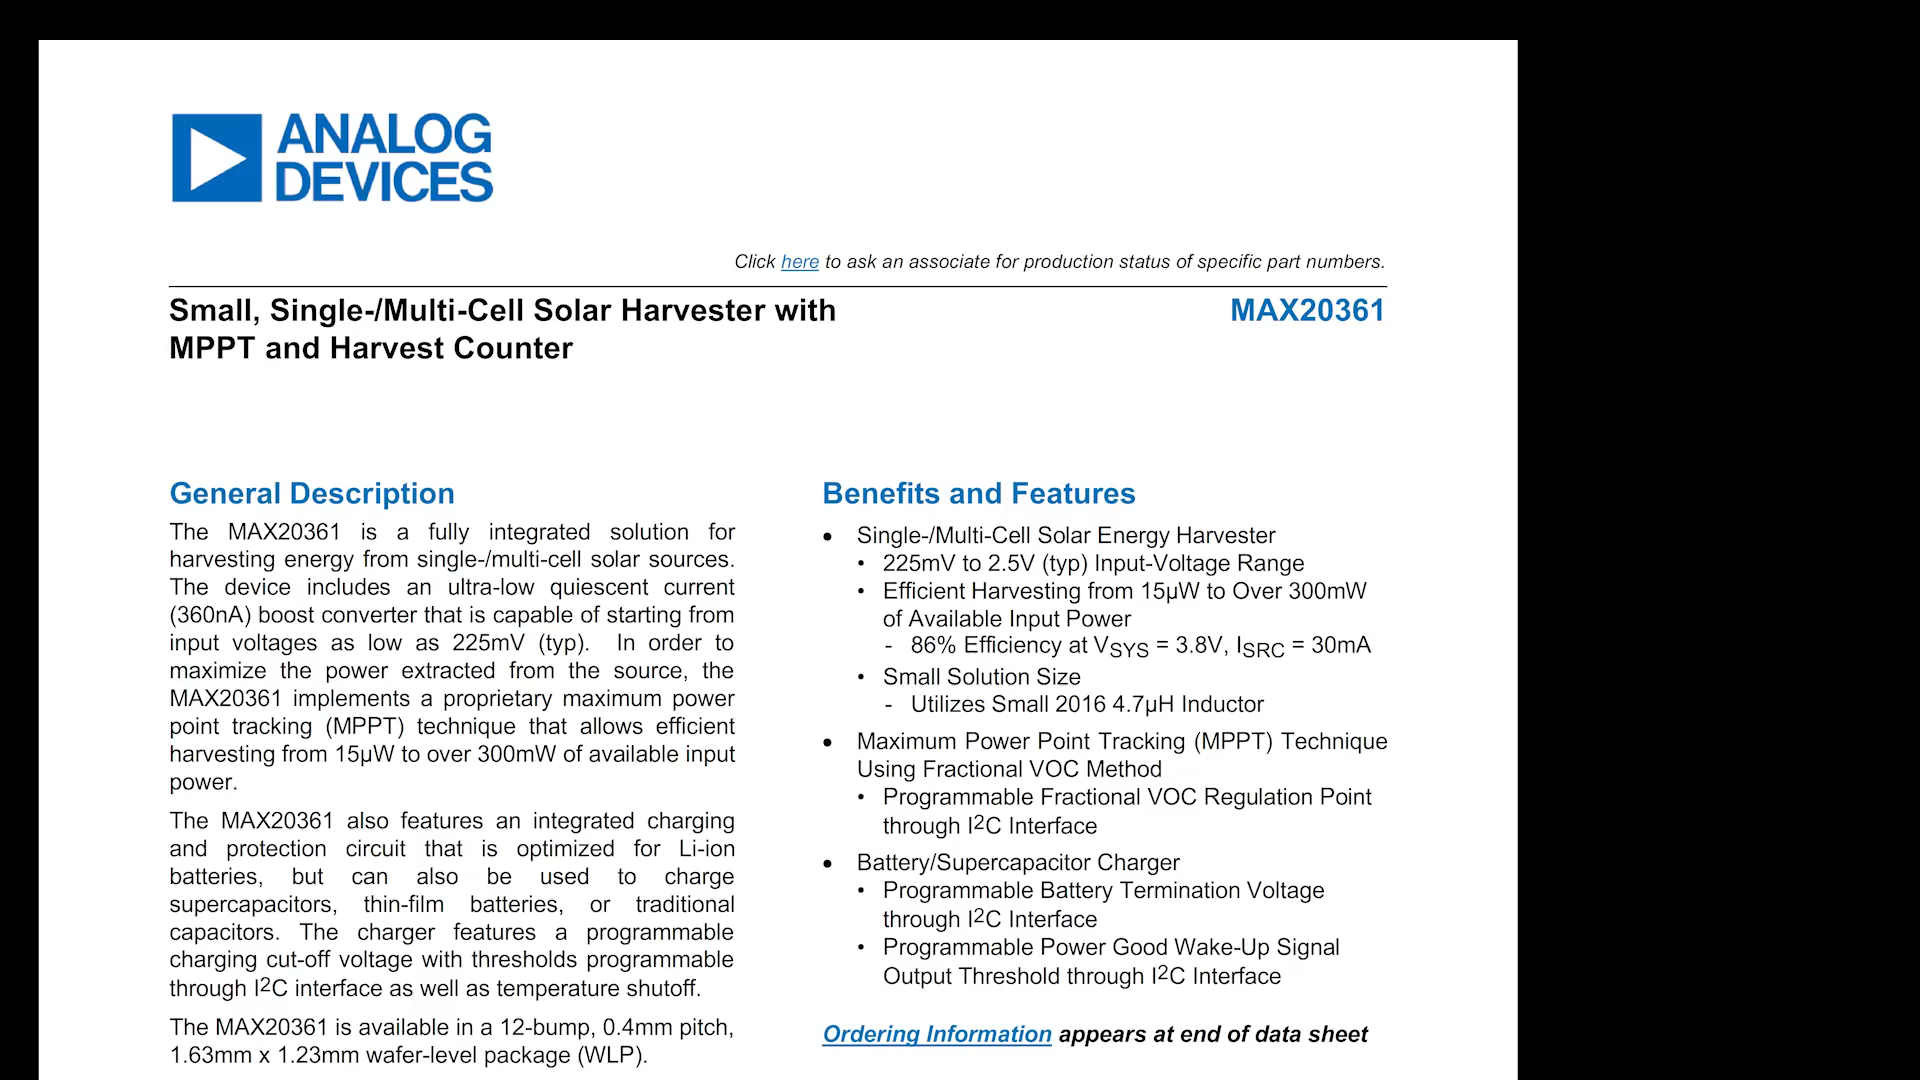 ANALOG
DEVICES
Click here to ask an associate for production status of specific part numbers.
Small, Single-/Multi-Cell Solar Harvester with
MPPT and Harvest Counter
MAX20361
General Description
The MAX20361 is a fully integrated solution for
harvesting energy from single-/multi-cell solar sources.
The device includes an ultra-low quiescent current
(360nA) boost converter that is capable of starting from
input voltages as low as 225mV (typ). In order to
maximize the power extracted from the source, the
MAX20361 implements a proprietary maximum power
point tracking (MPPT) technique that allows efficient
harvesting from 15µW to over 300mW of available input
power.
The MAX20361 also features an integrated charging
and protection circuit that is optimized for Li-ion
batteries, but can also be used to charge
supercapacitors, thin-film batteries, or traditional
capacitors. The charger features a programmable
charging cut-off voltage with thresholds programmable
through I2C interface as well as temperature shutoff.
The MAX20361 is available in a 12-bump, 0.4mm pitch,
1.63mm x 1.23mm wafer-level package (WLP).
Benefits and Features
• Single-/Multi-Cell Solar Energy Harvester
• 225mV to 2.5V (typ) Input-Voltage Range
• Efficient Harvesting from 15µW to Over 300mW
of Available Input Power
- 86% Efficiency at VSYS = 3.8V, ISRC = 30mA
• Small Solution Size
- Utilizes Small 2016 4.7µH Inductor
• Maximum Power Point Tracking (MPPT) Technique
Using Fractional VOC Method
• Programmable Fractional VOC Regulation Point
through I2C Interface
• Battery/Supercapacitor Charger
• Programmable Battery Termination Voltage
through I2C Interface
• Programmable Power Good Wake-Up Signal
Output Threshold through I2C Interface
Ordering Information appears at end of data sheet